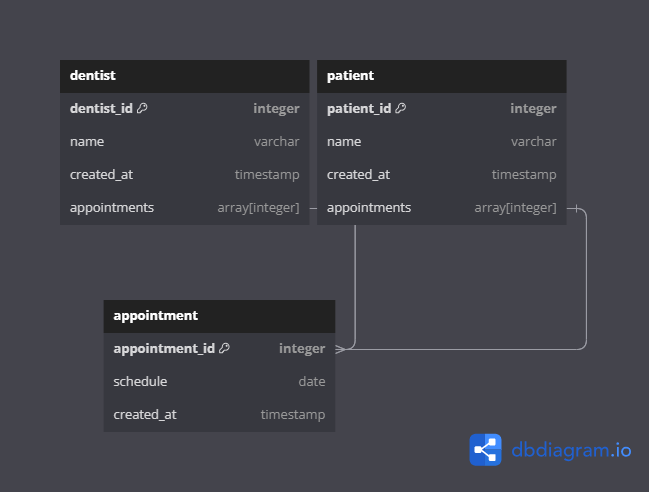 dentist
dentist_id integer
name varchar
created_at timestamp
appointments array[integer]
patient
patient_id integer
name varchar
created_at timestamp
appointments array[integer]
appointment
appointment_id integer
schedule date
created_at timestamp
dbdiagram.io